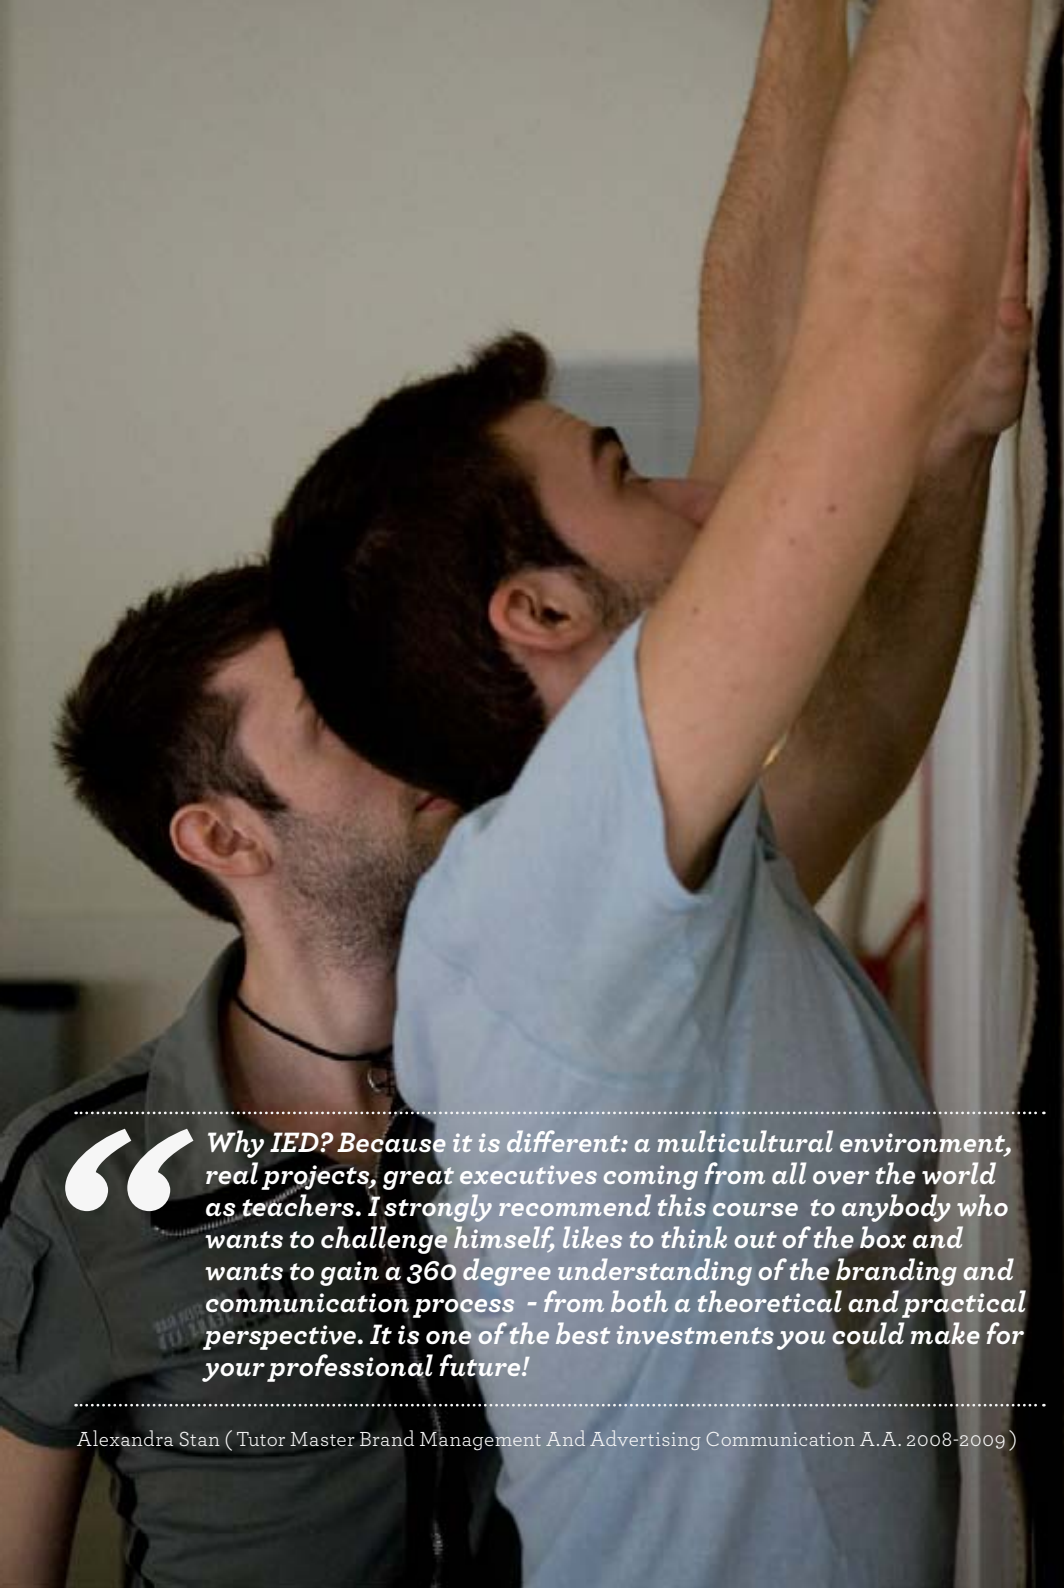 “
Why IED? Because it is different: a multicultural environment,
real projects, great executives coming from all over the world
as teachers. I strongly recommend this course  to anybody who
wants to challenge himself, likes to think out of the box and
wants to gain a 360 degree understanding of the branding and
communication process  - from both a theoretical and practical
perspective. It is one of the best investments you could make for
your professional future!
Alexandra Stan ( Tutor Master Brand Management And Advertising Communication A.A. 2008-2009 )